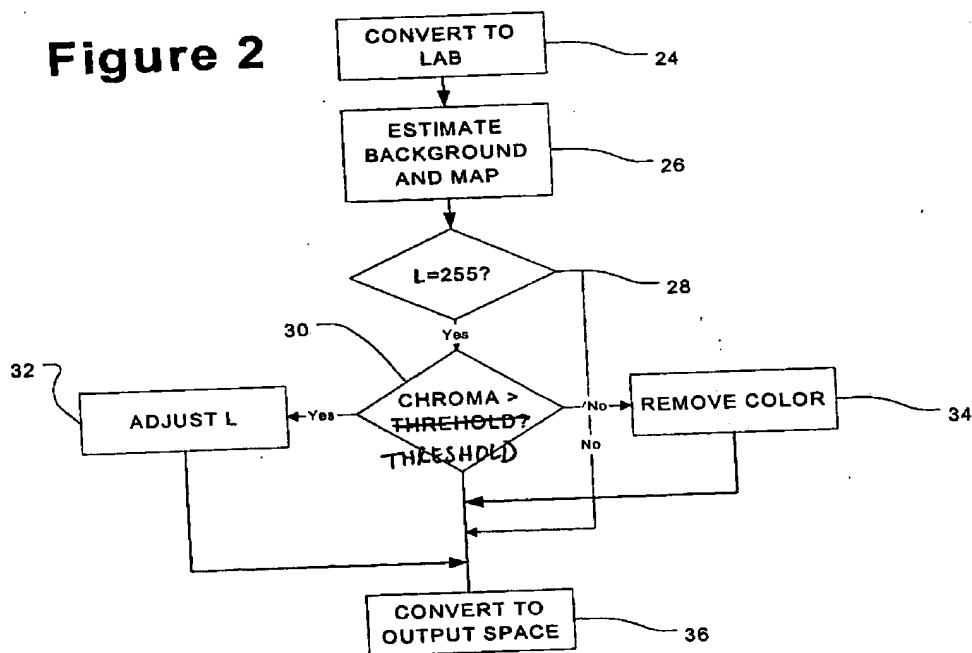 Figure 2
CONVERT TO
LAB
24
ESTIMATE
BACKGROUND
AND MAP
26
L=255?
28
Yes
30
CHROMA >
THREHOLD?
THRESHOLD
Yes
32
ADJUST L
No
REMOVE COLOR
34
No
CONVERT TO
OUTPUT SPACE
36